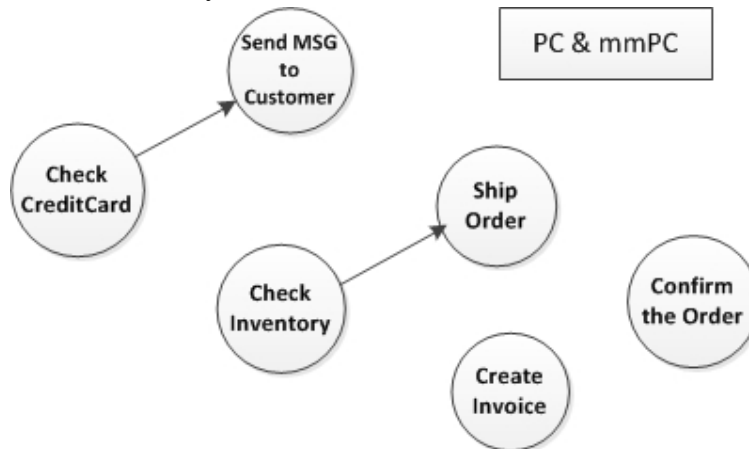 Send MSG
to
Customer
PC & mmPC
Check
CreditCard
Ship
Order
Check
Inventory
Confirm
the Order
Create
Invoice